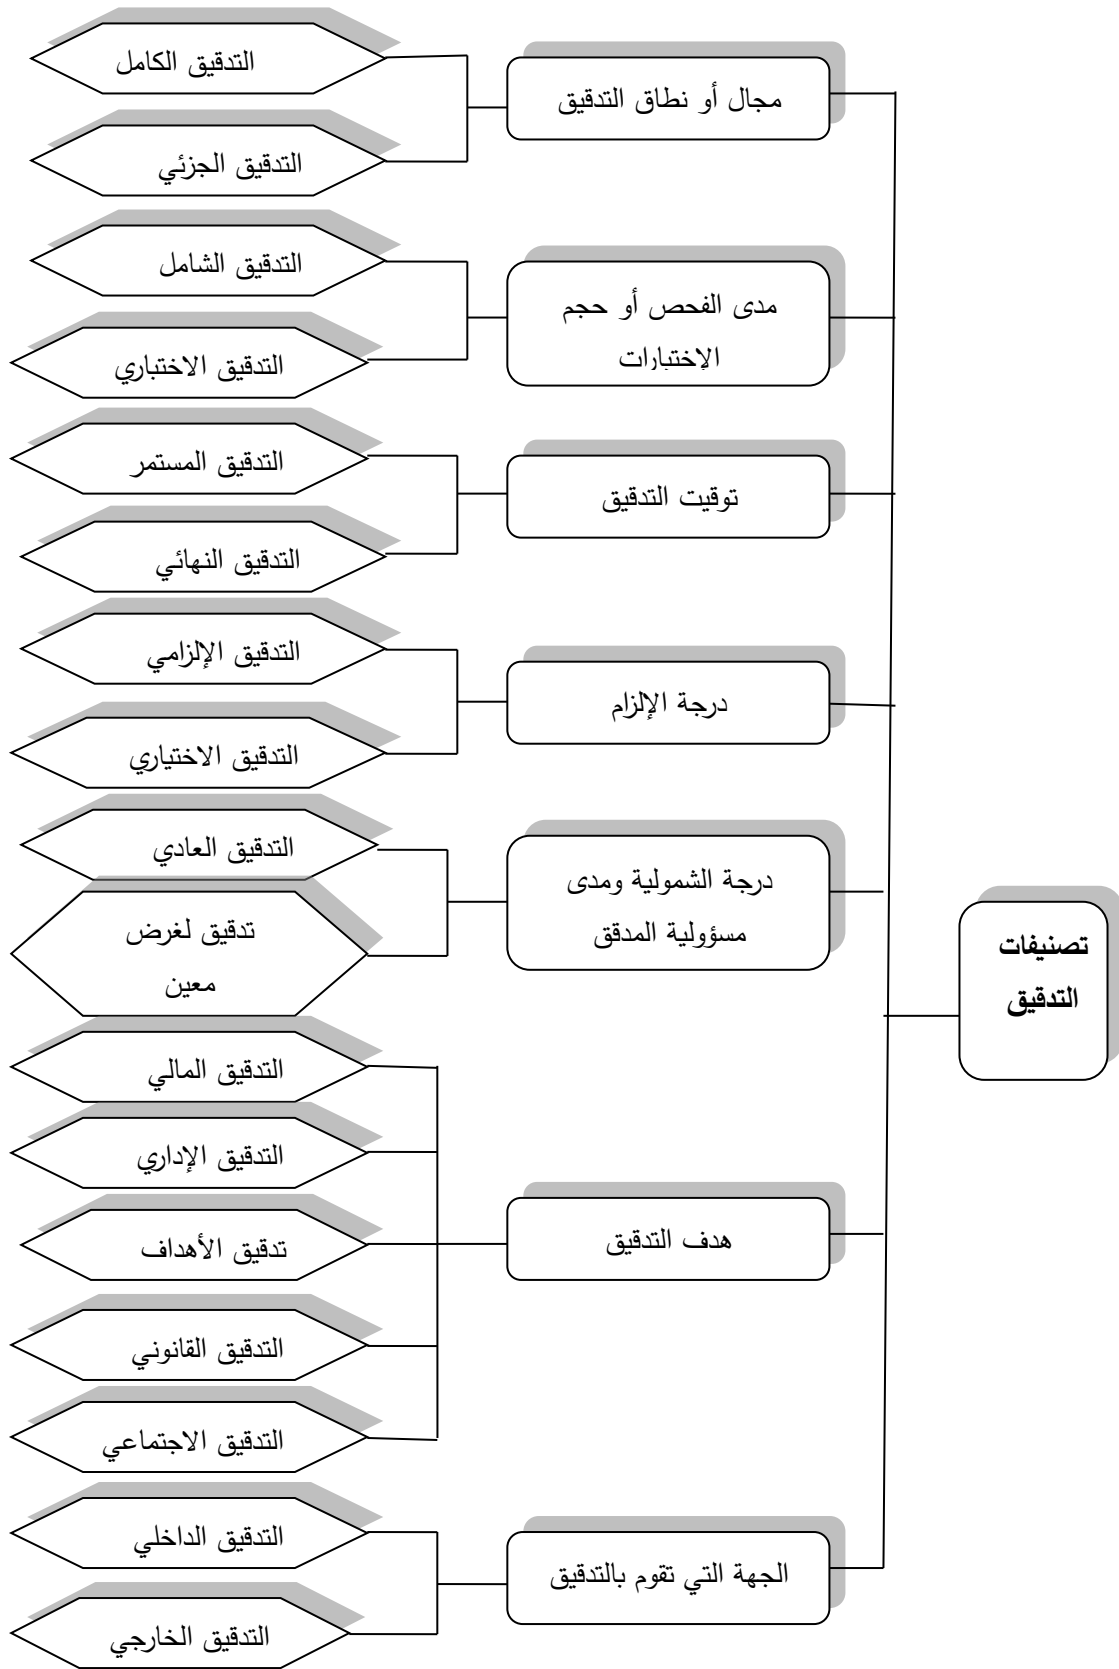 تصنيفات
التدقيق
مجال أو نطاق التدقيق
التدقيق الكامل
التدقيق الجزئي
مدى الفحص أو حجم
الإختبارات
التدقيق الشامل
التدقيق الاختباري
توقيت التدقيق
التدقيق المستمر
التدقيق النهائي
درجة الإلزام
التدقيق الإلزامي
التدقيق الاختياري
درجة الشمولية ومدى
مسؤولية المدقق
التدقيق العادي
تدقيق لغرض
معين
هدف التدقيق
التدقيق المالي
التدقيق الإداري
تدقيق الأهداف
التدقيق القانوني
التدقيق الاجتماعي
الجهة التي تقوم بالتدقيق
التدقيق الداخلي
التدقيق الخارجي